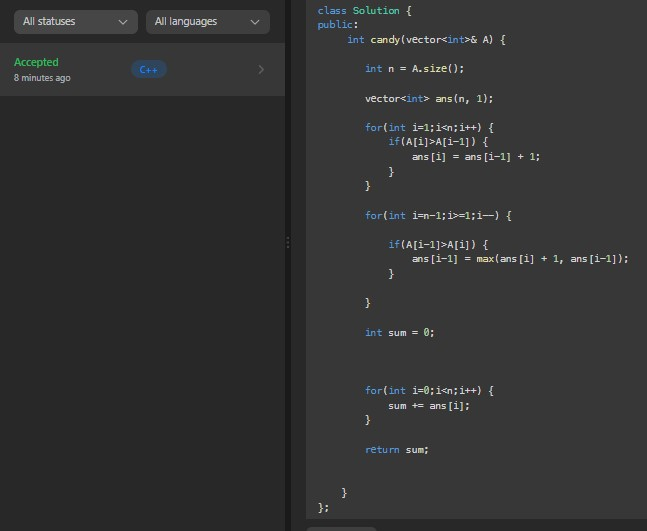 All statuses
All languages
Accepted
8 minutes ago
C++
class Solution {
public:
int candy(vector<int>& A) {
int n = A.size();
vector<int> ans(n, 1);
for(int i=1;i<n;i++) {
if(A[i]>A[i-1]) {
ans[i] = ans[i-1] + 1;
}
}
for(int i=n-1;i>=1;i--) {
if(A[i-1]>A[i]) {
ans[i-1] = max(ans[i] + 1, ans[i-1]);
}
}
int sum = 0;
for(int i=0;i<n;i++) {
sum += ans[i];
}
return sum;
}
};